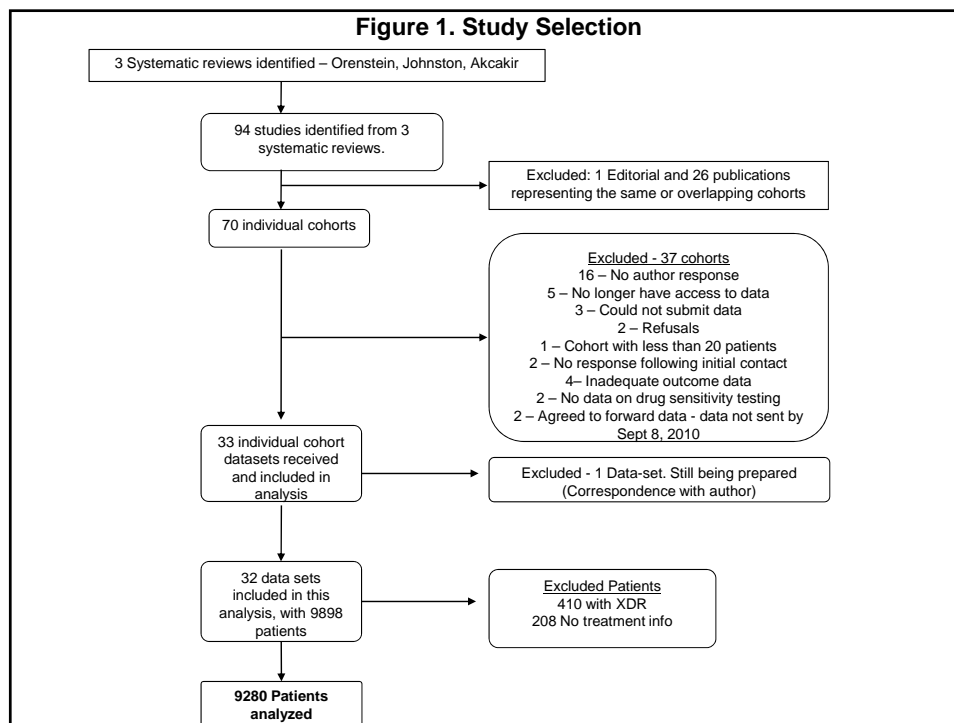 Figure 1. Study Selection
3 Systematic reviews identified – Orenstein, Johnston, Akcakir
94 studies identified from 3
systematic reviews.
Excluded: 1 Editorial and 26 publications
representing the same or overlapping cohorts
70 individual cohorts
Excluded - 37 cohorts
16 – No author response
5 – No longer have access to data
3 – Could not submit data
2 – Refusals
1 – Cohort with less than 20 patients
2 – No response following initial contact
4– Inadequate outcome data
2 – No data on drug sensitivity testing
2 – Agreed to forward data - data not sent by
Sept 8, 2010
33 individual cohort
datasets received
and included in
analysis
Excluded - 1 Data-set. Still being prepared
(Correspondence with author)
32 data sets
included in this
analysis, with 9898
patients
Excluded Patients
410 with XDR
208 No treatment info
9280 Patients
analyzed